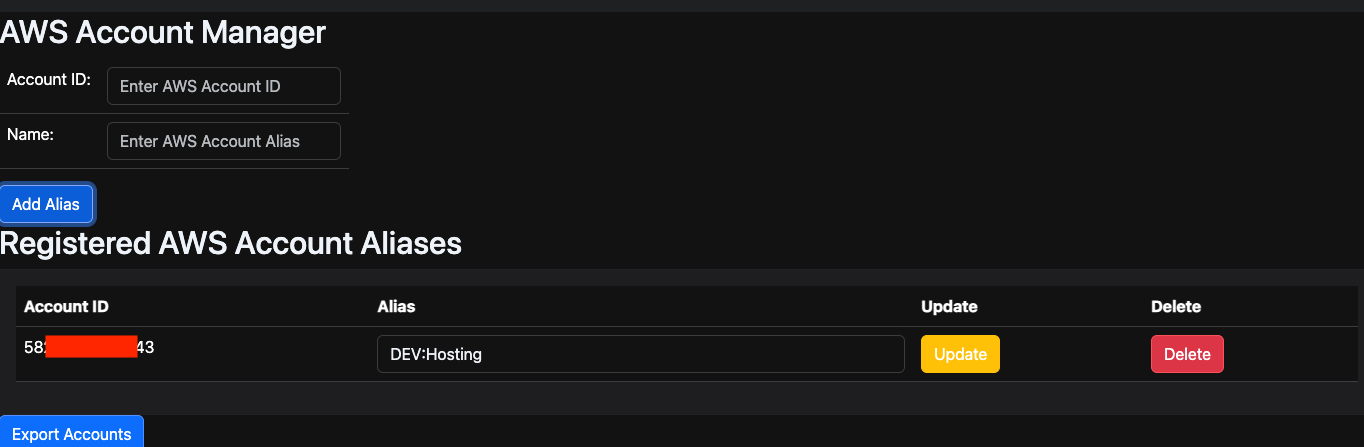 AWS Account Manager
Account ID: Enter AWS Account ID
Name: Enter AWS Account Alias
Add Alias
Registered AWS Account Aliases
Account ID Alias Update Delete
58 43 DEV:Hosting Update Delete
Export Accounts